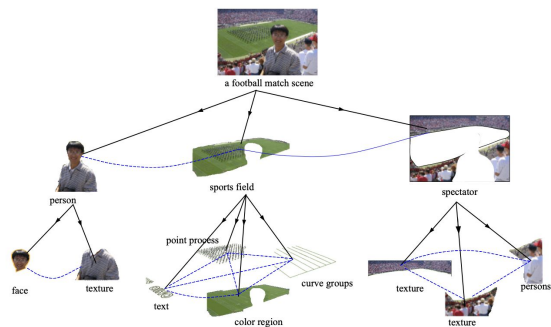 a football match scene
person
sports field
spectator
point process
face
texture
text
curve groups
color region
texture
persons
texture